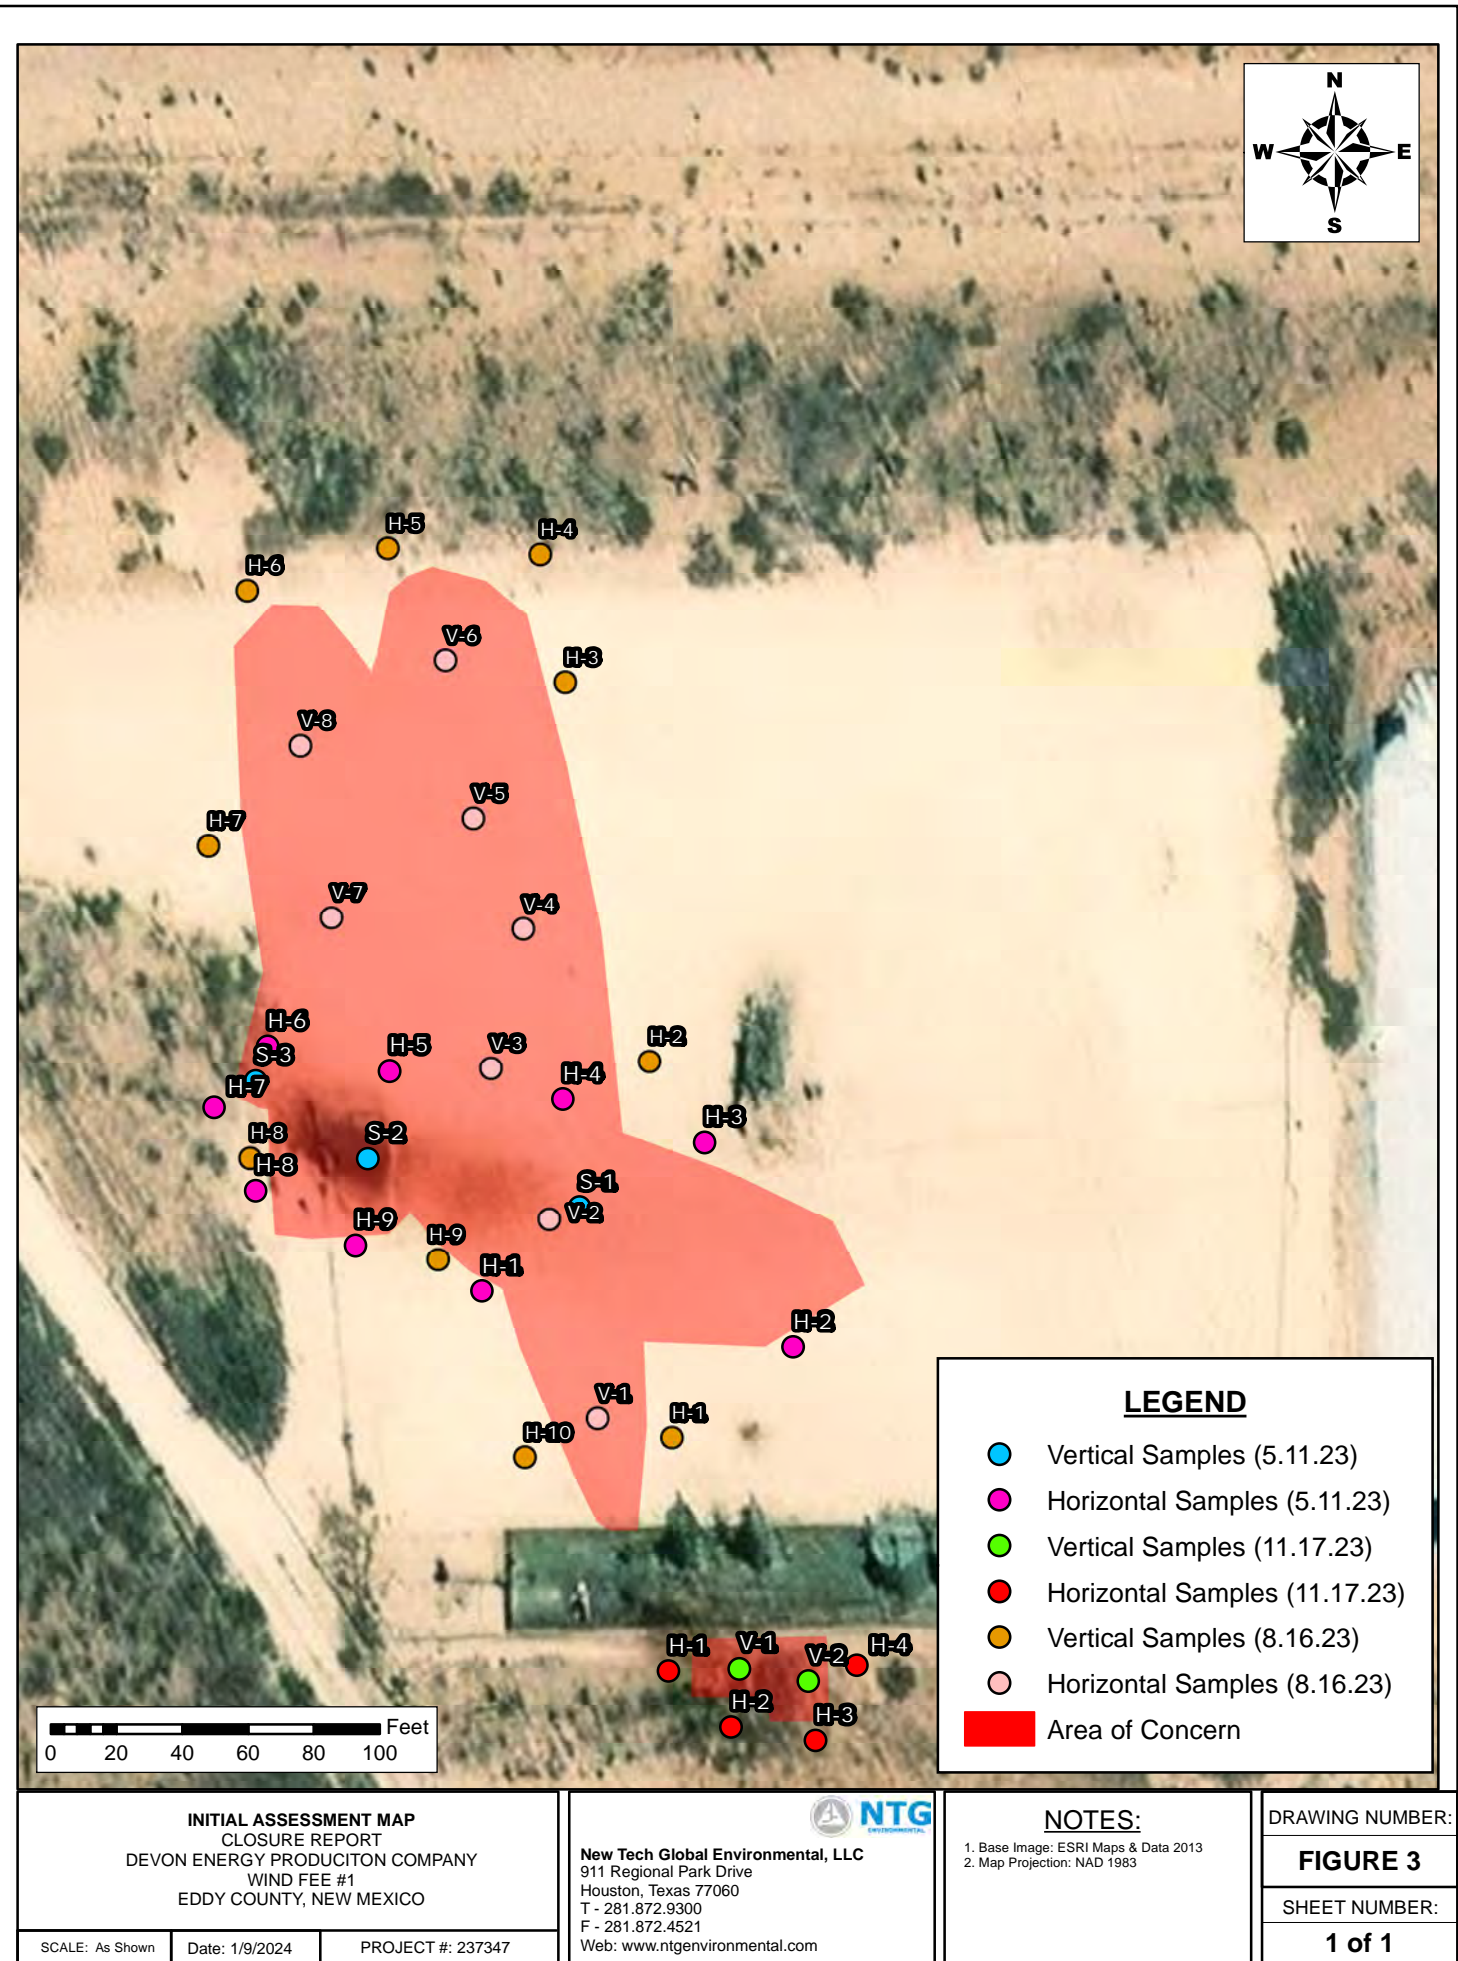 N
W E
S
H-5
H-4
H-6
V-6
H-3
V-8
V-5
H-7
V-7
V-4
H-6
S-3
H-5
V-3
H-2
H-7
H-4
H-3
H-8
S-2
H-8
S-1
V-2
H-9
H-9
H-1
H-2
V-1
H-1
H-10
LEGEND
Vertical Samples (5.11.23)
Horizontal Samples (5.11.23)
Vertical Samples (11.17.23)
Horizontal Samples (11.17.23)
Vertical Samples (8.16.23)
Horizontal Samples (8.16.23)
Area of Concern
H-1
V-1
V-2
H-4
H-2
H-3
Feet
0 20 40 60 80 100
INITIAL ASSESSMENT MAP
CLOSURE REPORT
DEVON ENERGY PRODUCITON COMPANY
WIND FEE #1
EDDY COUNTY, NEW MEXICO
SCALE: As Shown
Date: 1/9/2024
PROJECT #: 237347
NTG
ENVIRONMENTAL
New Tech Global Environmental, LLC
911 Regional Park Drive
Houston, Texas 77060
T - 281.872.9300
F - 281.872.4521
Web: www.ntgenvironmental.com
NOTES:
1. Base Image: ESRI Maps & Data 2013
2. Map Projection: NAD 1983
DRAWING NUMBER:
FIGURE 3
SHEET NUMBER:
1 of 1